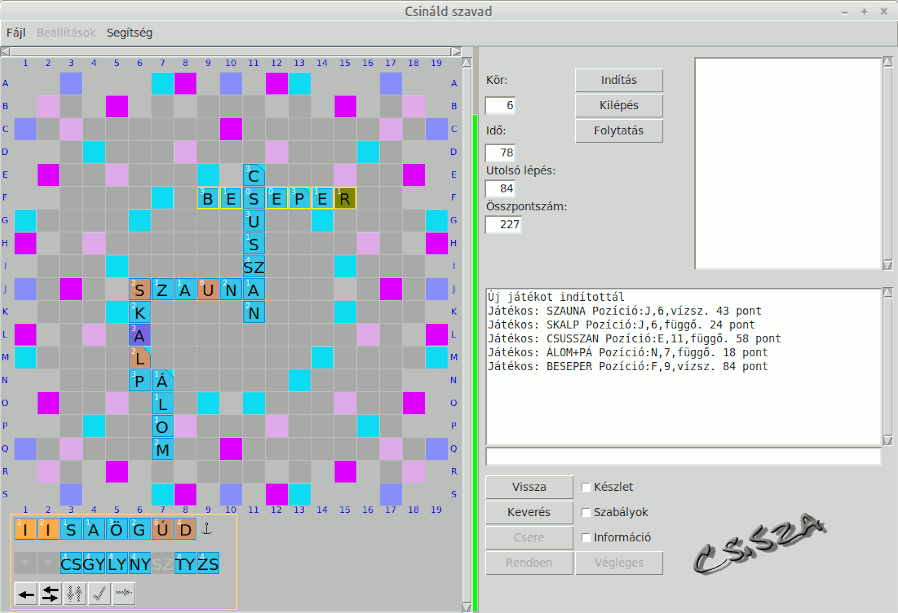 Csináld szavad
Fájl Beállítások Segítség
1 2 3 4 5 6 7 8 9 10 11 12 13 14 15 16 17 18 19
A A
B B
C C
D D
E C E
F B E S E P E R F
G U G
H S H
I SZ I
J S Z A U N A J
K K N K
L A L
M L M
N P Á N
O L O
P O P
Q M Q
R R
S S
1 2 3 4 5 6 7 8 9 10 11 12 13 14 15 16 17 18 19
I I S A Ö G Ú D
CS GY LY NY SZ TY ZS
Kör:
6
Idő:
78
Utolsó lépés:
84
Összpontszám:
227
Indítás
Kilépés
Folytatás
Új játékot indítottál
Játékos: SZAUNA Pozíció:J,6,vízsz. 43 pont
Játékos: SKALP Pozíció:J,6,függő. 24 pont
Játékos: CSUSSZAN Pozíció:E,11,függő. 58 pont
Játékos: ÁLOM+PÁ Pozíció:N,7,függő. 18 pont
Játékos: BESEPER Pozíció:F,9,vízsz. 84 pont
Vissza Készlet
Keverés Szabályok
Csere Információ
Rendben Végleges
CSiSZA